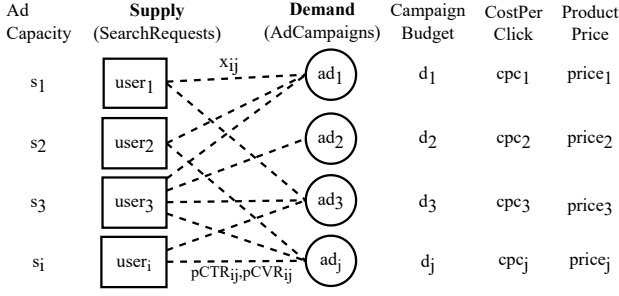 Ad Supply Demand Campaign CostPer Product
Capacity (SearchRequests) (AdCampaigns) Budget Click Price
x_ij
s_1 user_1 ad_1 d_1 cpc_1 price_1
s_2 user_2 ad_2 d_2 cpc_2 price_2
s_3 user_3 ad_3 d_3 cpc_3 price_3
s_i user_i ad_j d_j cpc_j price_j
pCTR_ij,pCVR_ij